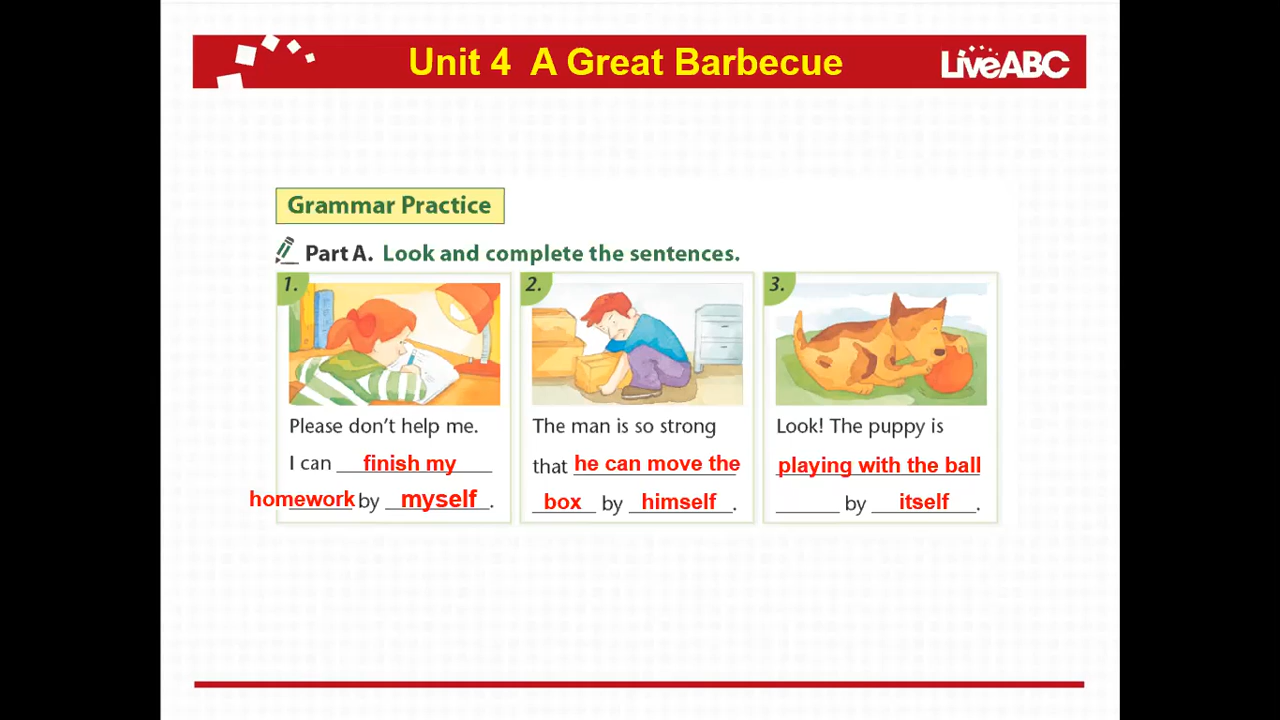 Unit 4 A Great Barbecue
LiveABC
Grammar Practice
Part A. Look and complete the sentences.
1.
Please don't help me.
I can finish my
homework by myself.
2.
The man is so strong
that he can move the
box by himself.
3.
Look! The puppy is
playing with the ball
______ by itself.